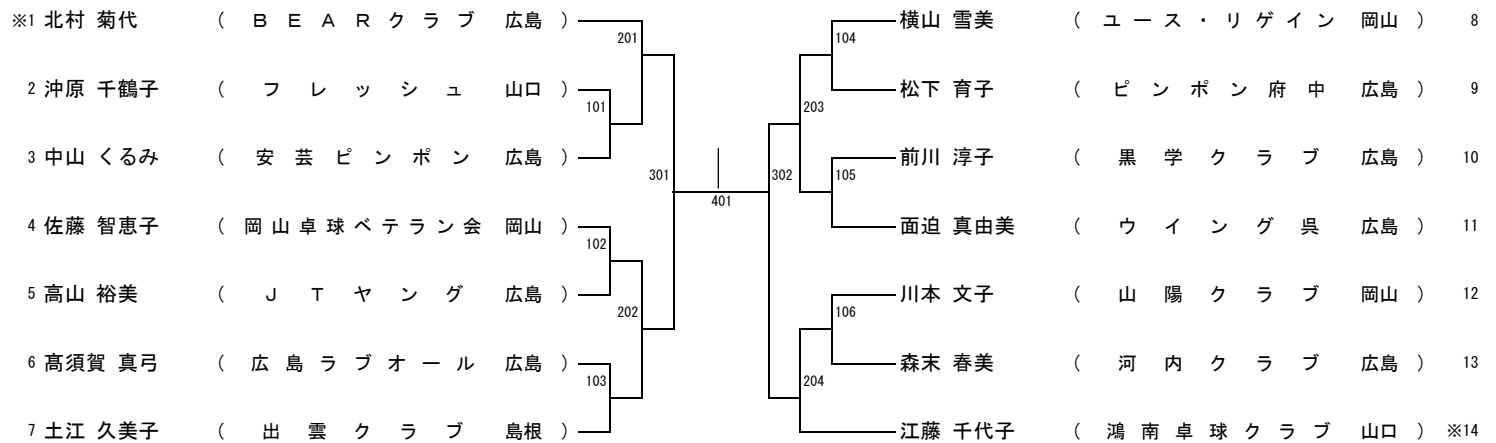 ※1 北村 菊代 ( BEARクラブ 広島 )
2 沖原 千鶴子 ( フレッシュ 山口 )
3 中山 くるみ ( 安芸ピンポン 広島 )
4 佐藤 智恵子 ( 岡山卓球ベテラン会 岡山 )
5 高山 裕美 ( JTヤング 広島 )
6 髙須賀 真弓 ( 広島ラブオール 広島 )
7 土江 久美子 ( 出雲クラブ 島根 )
201
101
301
102
202
103
401
104
203
105
302
106
204
横山 雪美 ( ユース・リゲイン 岡山 ) 8
松下 育子 ( ピンポン府中 広島 ) 9
前川 淳子 ( 黒学クラブ 広島 ) 10
面迫 真由美 ( ウイング呉 広島 ) 11
川本 文子 ( 山陽クラブ 岡山 ) 12
森末 春美 ( 河内クラブ 広島 ) 13
江藤 千代子 ( 鴻南卓球クラブ 山口 ) ※14